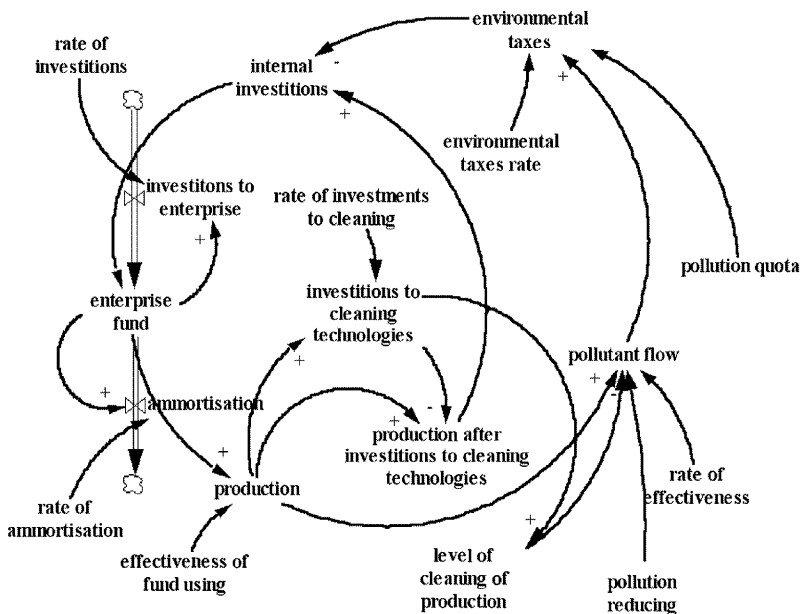 environmental
taxes
rate of
investitions
internal
investitions
-
+
+
environmental
taxes rate
investitons to
enterprise
+
rate of investments
to cleaning
pollution quota
investitions to
cleaning
technologies
enterprise
fund
+
pollutant flow
+
-
+
ammortisation
-
+
production after
investitions to cleaning
technologies
+
production
rate of
effectiveness
rate of
ammortisation
+
effectiveness of
fund using
level of
cleaning of
production
pollution
reducing